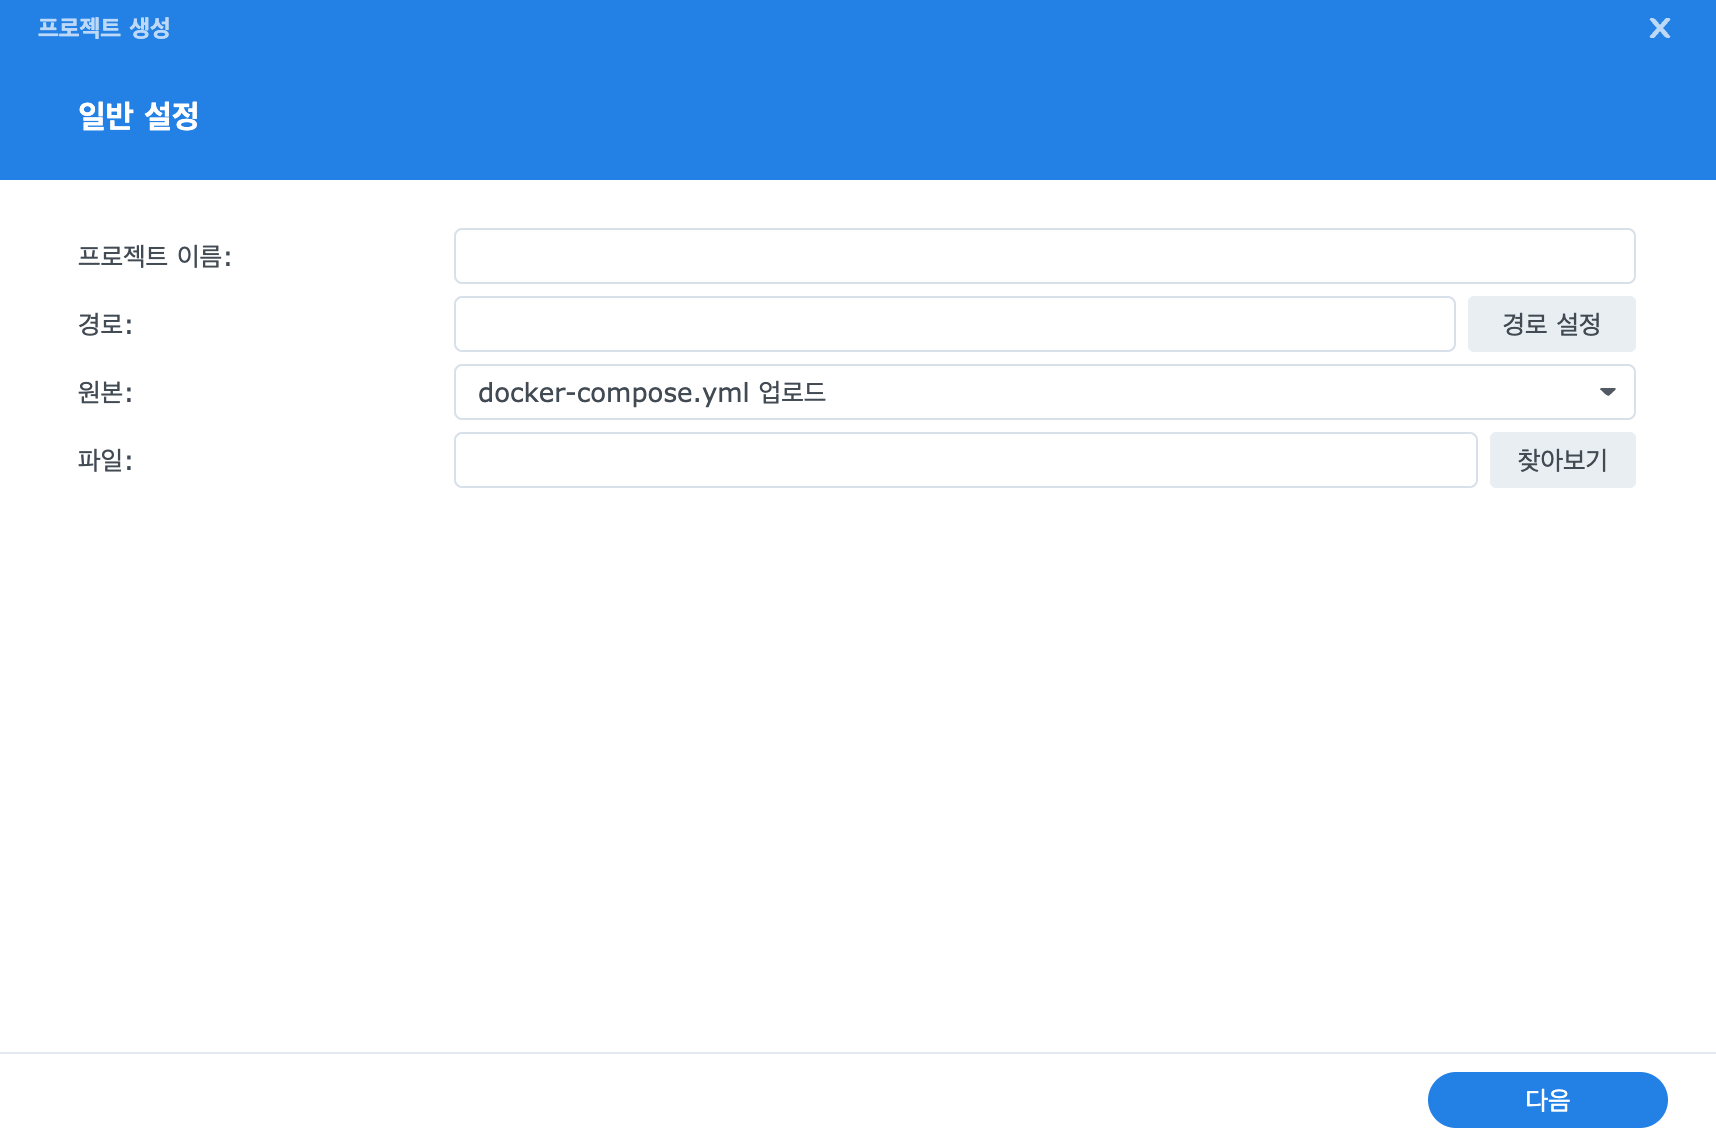 프로젝트 생성
일반 설정
프로젝트 이름:
경로:
경로 설정
원본:
docker-compose.yml 업로드
파일:
찾아보기
다음